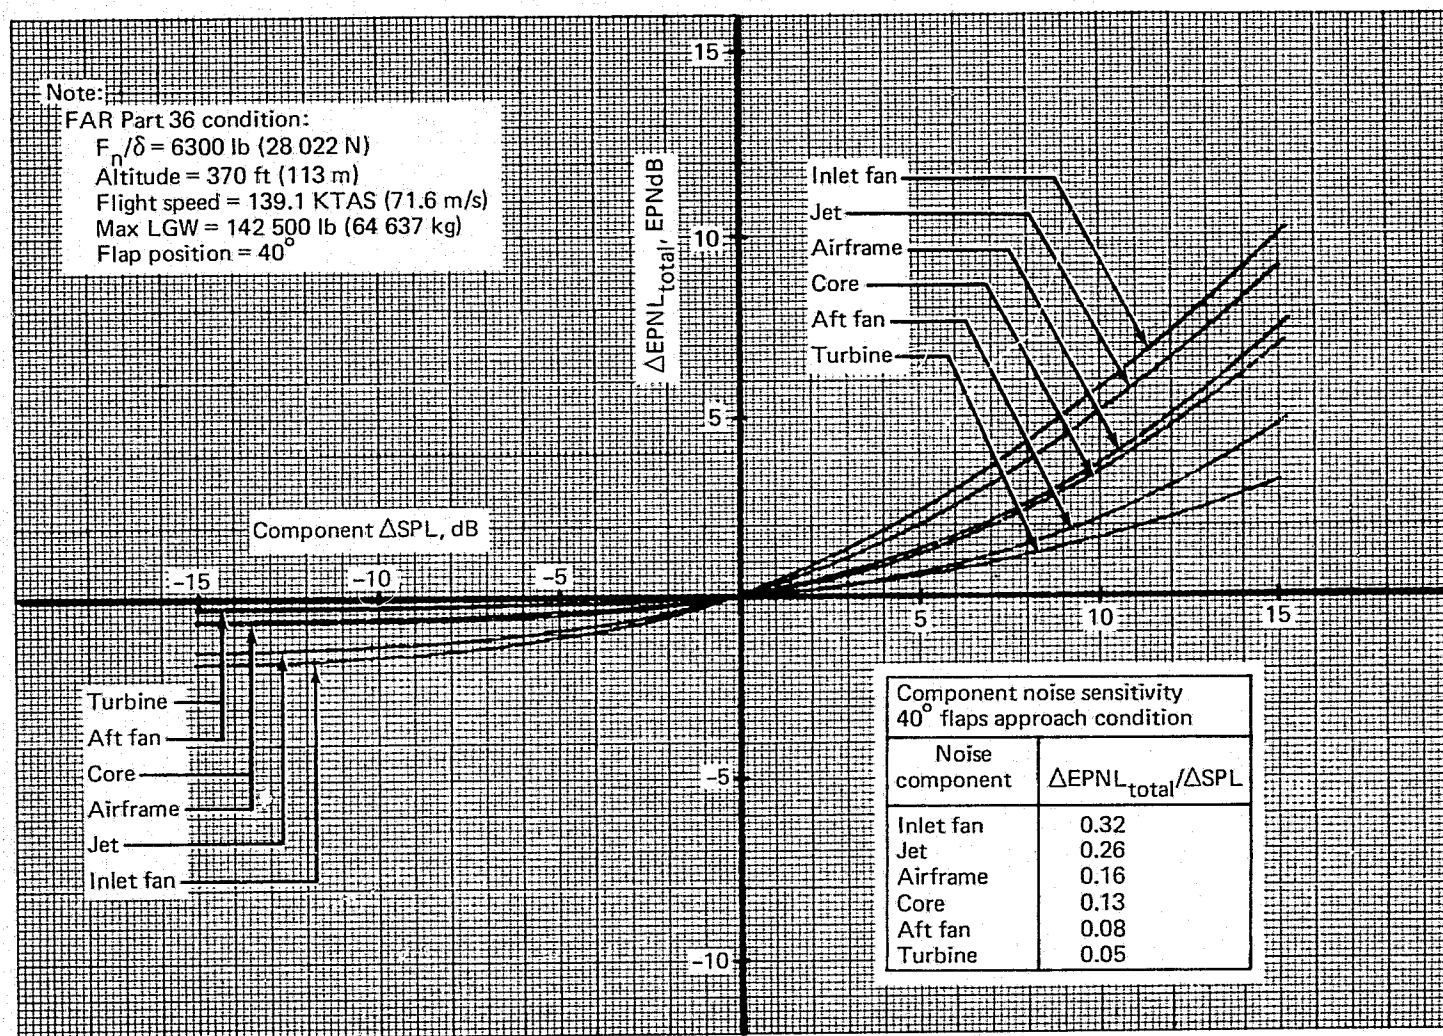 Note:
FAR Part 36 condition:
Fn/δ = 6300 lb (28 022 N)
Altitude = 370 ft (113 m)
Flight speed = 139.1 KTAS (71.6 m/s)
Max LGW = 142 500 lb (64 637 kg)
Flap position = 40°
15
10
5
-5
-10
ΔEPNLtotal, EPNdB
Inlet fan
Jet
Airframe
Core
Aft fan
Turbine
Component ΔSPL, dB
-15
-10
-5
5
10
15
Turbine
Aft fan
Core
Airframe
Jet
Inlet fan
Component noise sensitivity
40° flaps approach condition
Noise component
ΔEPNLtotal/ΔSPL
Inlet fan 0.32
Jet 0.26
Airframe 0.16
Core 0.13
Aft fan 0.08
Turbine 0.05